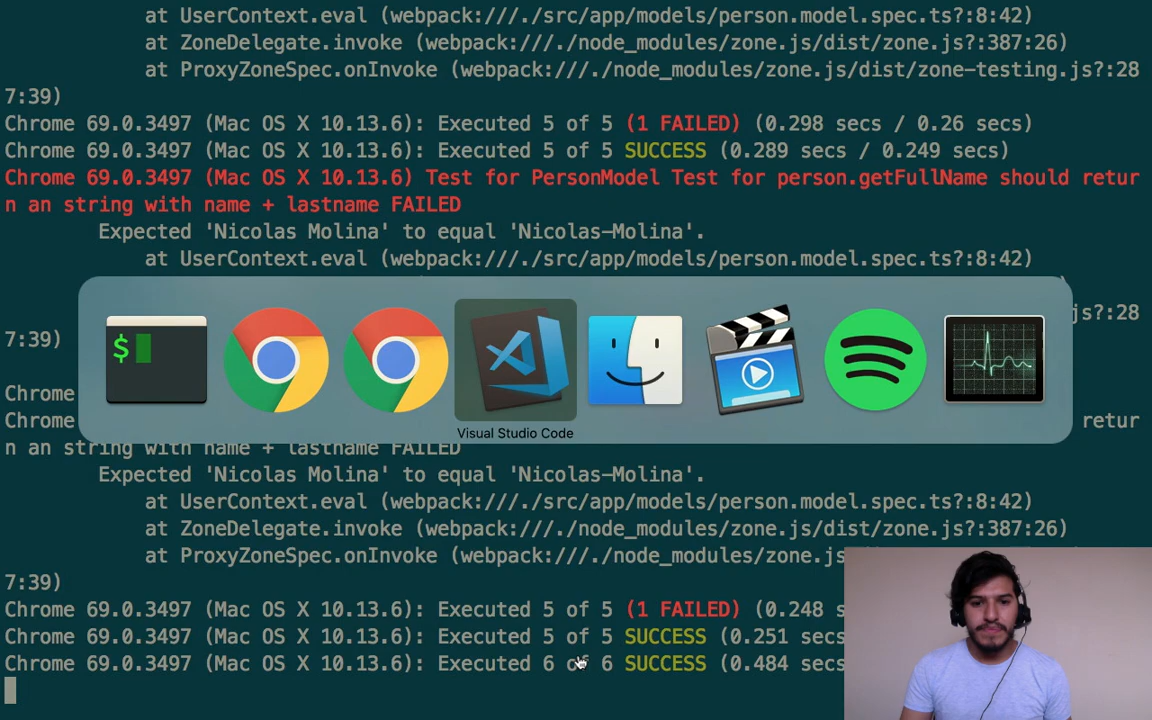 at UserContext.eval (webpack:///./src/app/models/person.model.spec.ts?:8:42)
at ZoneDelegate.invoke (webpack:///./node_modules/zone.js/dist/zone.js?:387:26)
at ProxyZoneSpec.onInvoke (webpack:///./node_modules/zone.js/dist/zone-testing.js?:28
7:39)
Chrome 69.0.3497 (Mac OS X 10.13.6): Executed 5 of 5 (1 FAILED) (0.298 secs / 0.26 secs)
Chrome 69.0.3497 (Mac OS X 10.13.6): Executed 5 of 5 SUCCESS (0.289 secs / 0.249 secs)
Chrome 69.0.3497 (Mac OS X 10.13.6) Test for PersonModel Test for person.getFullName should retur
n an string with name + lastname FAILED
Expected 'Nicolas Molina' to equal 'Nicolas-Molina'.
at UserContext.eval (webpack:///./src/app/models/person.model.spec.ts?:8:42)
js?:28
7:39)
$
Chrome
Chrome retur
Visual Studio Code
n an string with name + lastname FAILED
Expected 'Nicolas Molina' to equal 'Nicolas-Molina'.
at UserContext.eval (webpack:///./src/app/models/person.model.spec.ts?:8:42)
at ZoneDelegate.invoke (webpack:///./node_modules/zone.js/dist/zone.js?:387:26)
at ProxyZoneSpec.onInvoke (webpack:///./node_modules/zone.js/dist/zone-
7:39)
Chrome 69.0.3497 (Mac OS X 10.13.6): Executed 5 of 5 (1 FAILED) (0.248
Chrome 69.0.3497 (Mac OS X 10.13.6): Executed 5 of 5 SUCCESS (0.251 secs
Chrome 69.0.3497 (Mac OS X 10.13.6): Executed 6 of 6 SUCCESS (0.484 secs